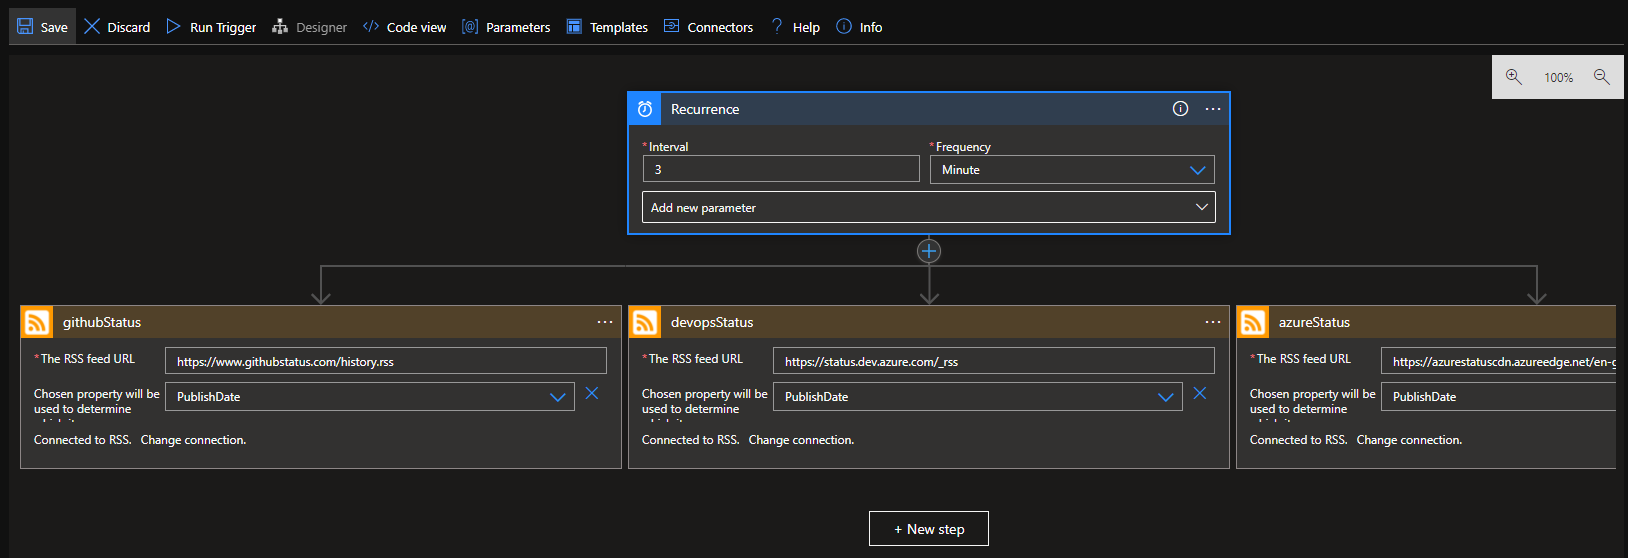 Save
Discard
Run Trigger
Designer
Code view
Parameters
Templates
Connectors
Help
Info
100%
Recurrence
*Interval
*Frequency
3
Minute
Add new parameter
githubStatus
*The RSS feed URL
https://www.githubstatus.com/history.rss
Chosen property will be
used to determine
PublishDate
Connected to RSS. Change connection.
devopsStatus
*The RSS feed URL
https://status.dev.azure.com/_rss
Chosen property will be
used to determine
PublishDate
Connected to RSS. Change connection.
azureStatus
*The RSS feed URL
https://azurestatuscdn.azureedge.net/en-g
Chosen property will be
used to determine
PublishDate
Connected to RSS. Change connection.
+ New step